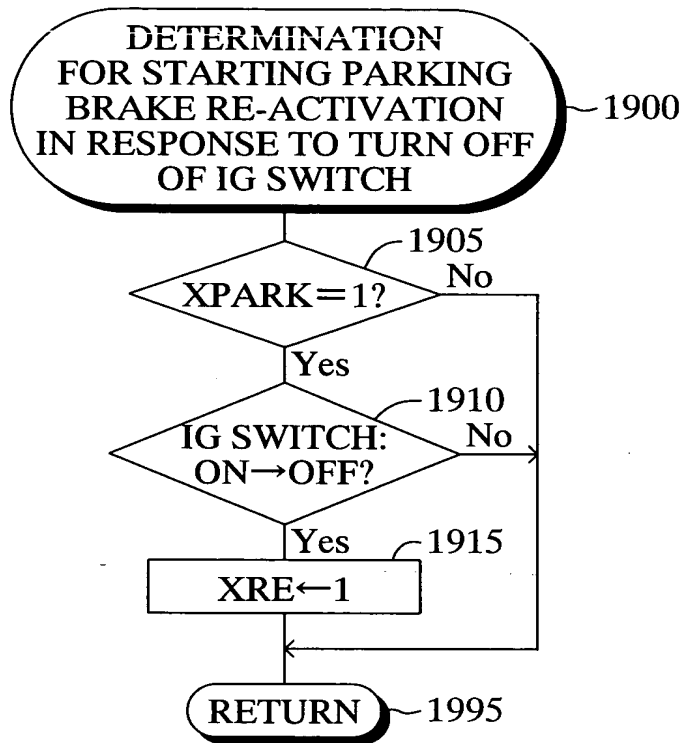 DETERMINATION
FOR STARTING PARKING
BRAKE RE-ACTIVATION
IN RESPONSE TO TURN OFF
OF IG SWITCH
1900
1905
XPARK=1?
No
Yes
1910
IG SWITCH:
ON→OFF?
No
Yes
1915
XRE←1
RETURN
1995